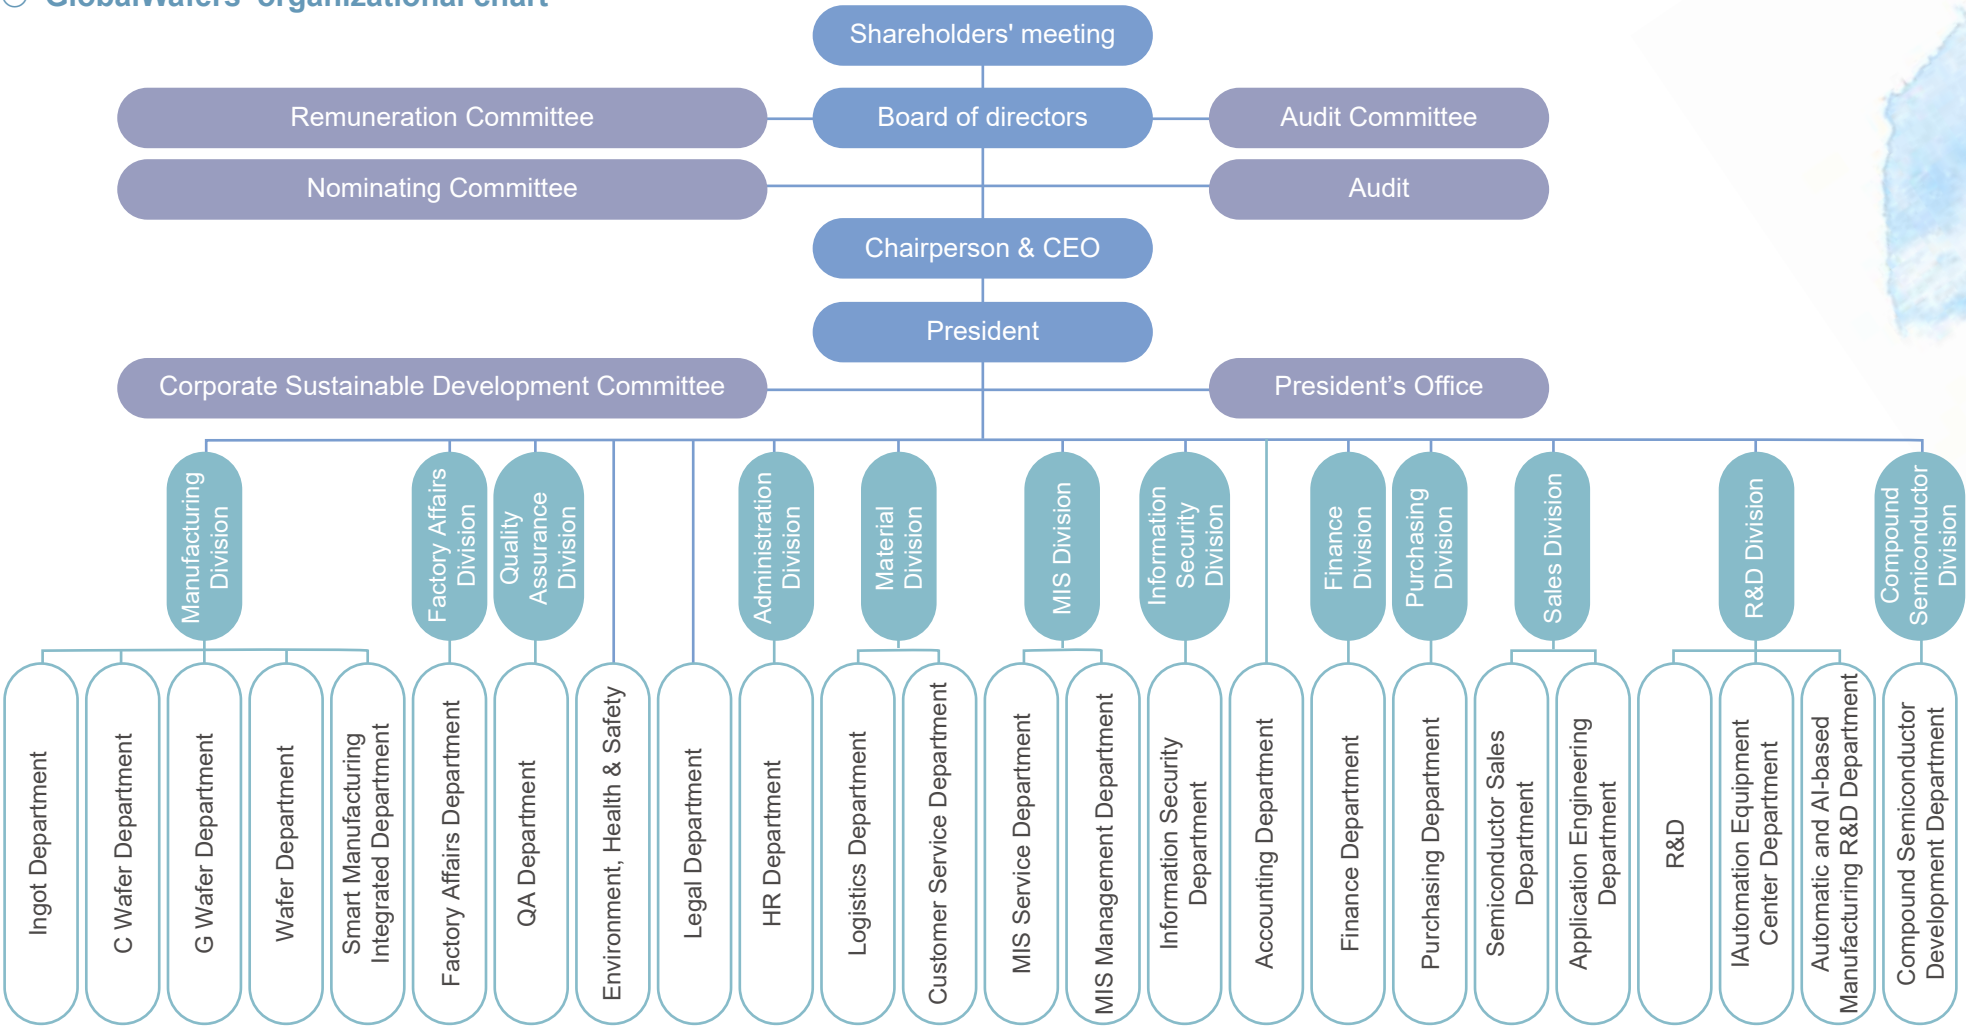 GlobalWafers' organizational chart
Shareholders' meeting
Remuneration Committee
Board of directors
Audit Committee
Nominating Committee
Audit
Chairperson & CEO
President
Corporate Sustainable Development Committee
President’s Office
Manufacturing
Division
Factory Affairs
Division
Quality
Assurance
Division
Administration
Division
Material
Division
MIS Division
Information
Security
Division
Finance
Division
Purchasing
Division
Sales Division
R&D Division
Compound
Semiconductor
Division
Ingot Department
C Wafer Department
G Wafer Department
Wafer Department
Smart Manufacturing
Integrated Department
Factory Affairs Department
QA Department
Environment, Health & Safety
Legal Department
HR Department
Logistics Department
Customer Service Department
MIS Service Department
MIS Management Department
Information Security
Department
Accounting Department
Finance Department
Purchasing Department
Semiconductor Sales
Department
Application Engineering
Department
R&D
IAutomation Equipment
Center Department
Automatic and AI-based
Manufacturing R&D Department
Compound Semiconductor
Development Department